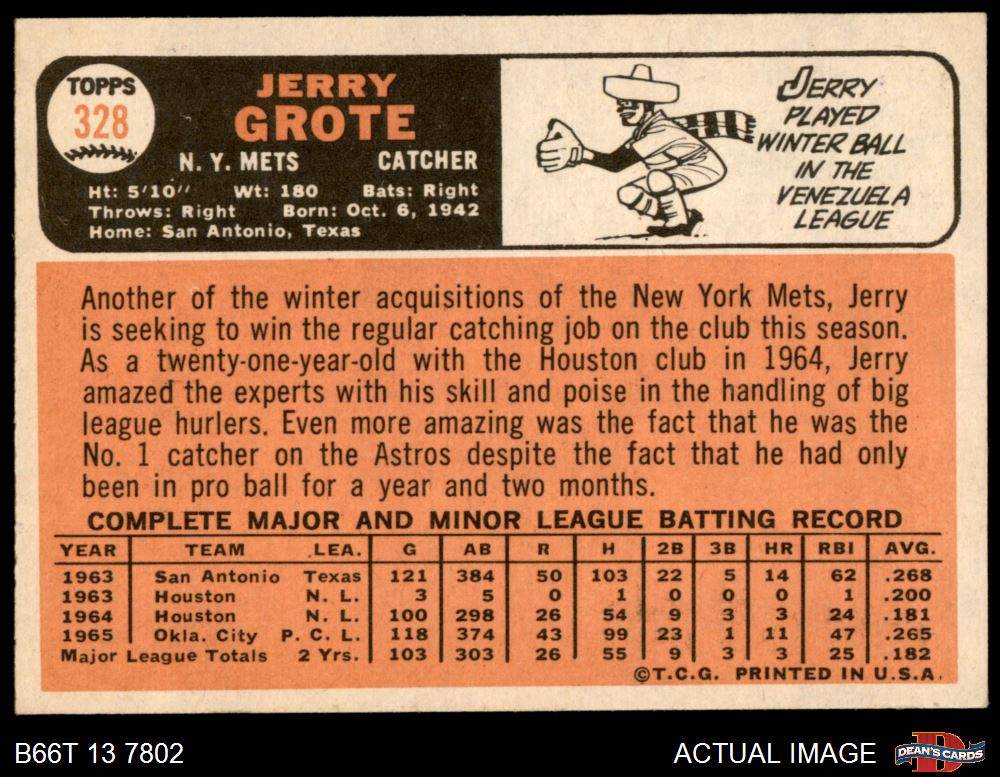 TOPPS
328
JERRY
GROTE
N. Y. METS CATCHER
Ht: 5'10" Wt: 180 Bats: Right
Throws: Right Born: Oct. 6, 1942
Home: San Antonio, Texas
JERRY
PLAYED
WINTER BALL
IN THE
VENEZUELA
LEAGUE
Another of the winter acquisitions of the New York Mets, Jerry
is seeking to win the regular catching job on the club this season.
As a twenty-one-year-old with the Houston club in 1964, Jerry
amazed the experts with his skill and poise in the handling of big
league hurlers. Even more amazing was the fact that he was the
No. 1 catcher on the Astros despite the fact that he had only
been in pro ball for a year and two months.
COMPLETE MAJOR AND MINOR LEAGUE BATTING RECORD
YEAR TEAM LEA. G AB R H 2B 3B HR RBI AVG.
1963 San Antonio Texas 121 384 50 103 22 5 14 62 .268
1963 Houston N. L. 3 5 0 1 0 0 0 1 .200
1964 Houston N. L. 100 298 26 54 9 3 3 24 .181
1965 Okla. City P. C. L. 118 374 43 99 23 1 11 47 .265
Major League Totals 2 Yrs. 103 303 26 55 9 3 3 25 .182
©T.C.G. PRINTED IN U.S.A.
B66T 13 7802 ACTUAL IMAGE DEAN'S CARDS